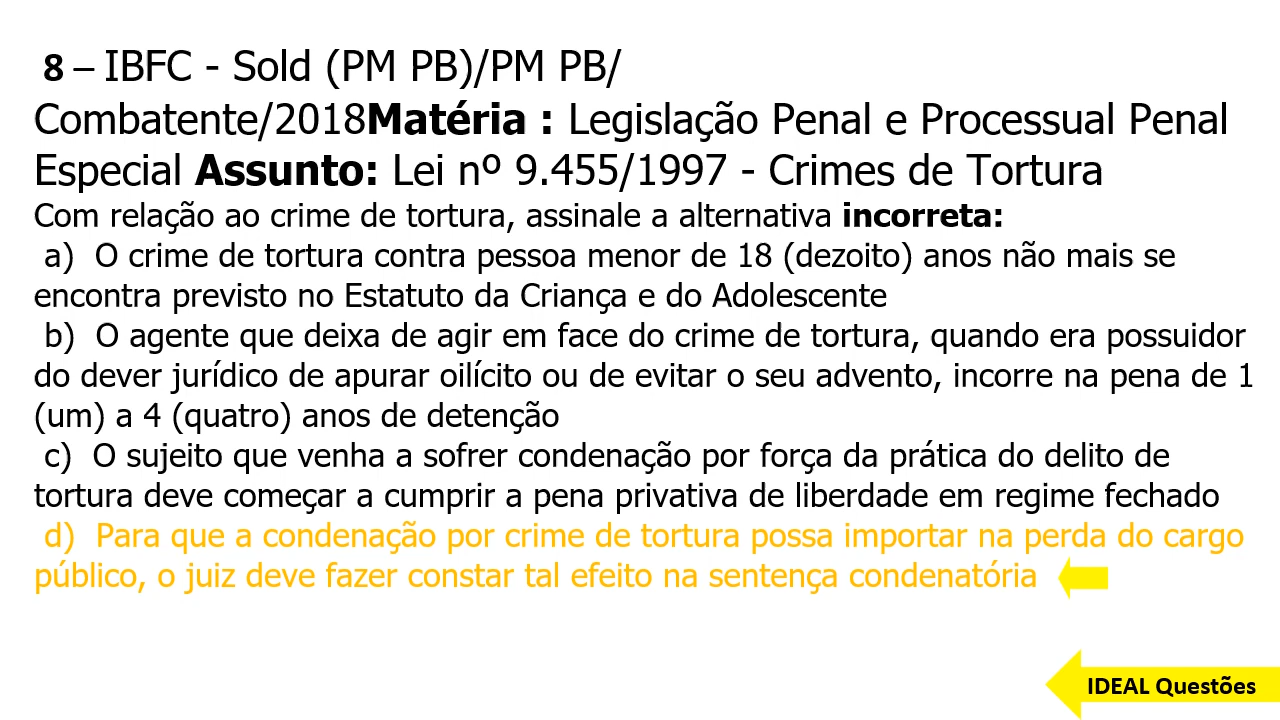 8 – IBFC - Sold (PM PB)/PM PB/
Combatente/2018Matéria : Legislação Penal e Processual Penal
Especial Assunto: Lei nº 9.455/1997 - Crimes de Tortura
Com relação ao crime de tortura, assinale a alternativa incorreta:
a) O crime de tortura contra pessoa menor de 18 (dezoito) anos não mais se
encontra previsto no Estatuto da Criança e do Adolescente
b) O agente que deixa de agir em face do crime de tortura, quando era possuidor
do dever jurídico de apurar oilícito ou de evitar o seu advento, incorre na pena de 1
(um) a 4 (quatro) anos de detenção
c) O sujeito que venha a sofrer condenação por força da prática do delito de
tortura deve começar a cumprir a pena privativa de liberdade em regime fechado
d) Para que a condenação por crime de tortura possa importar na perda do cargo
público, o juiz deve fazer constar tal efeito na sentença condenatória
IDEAL Questões